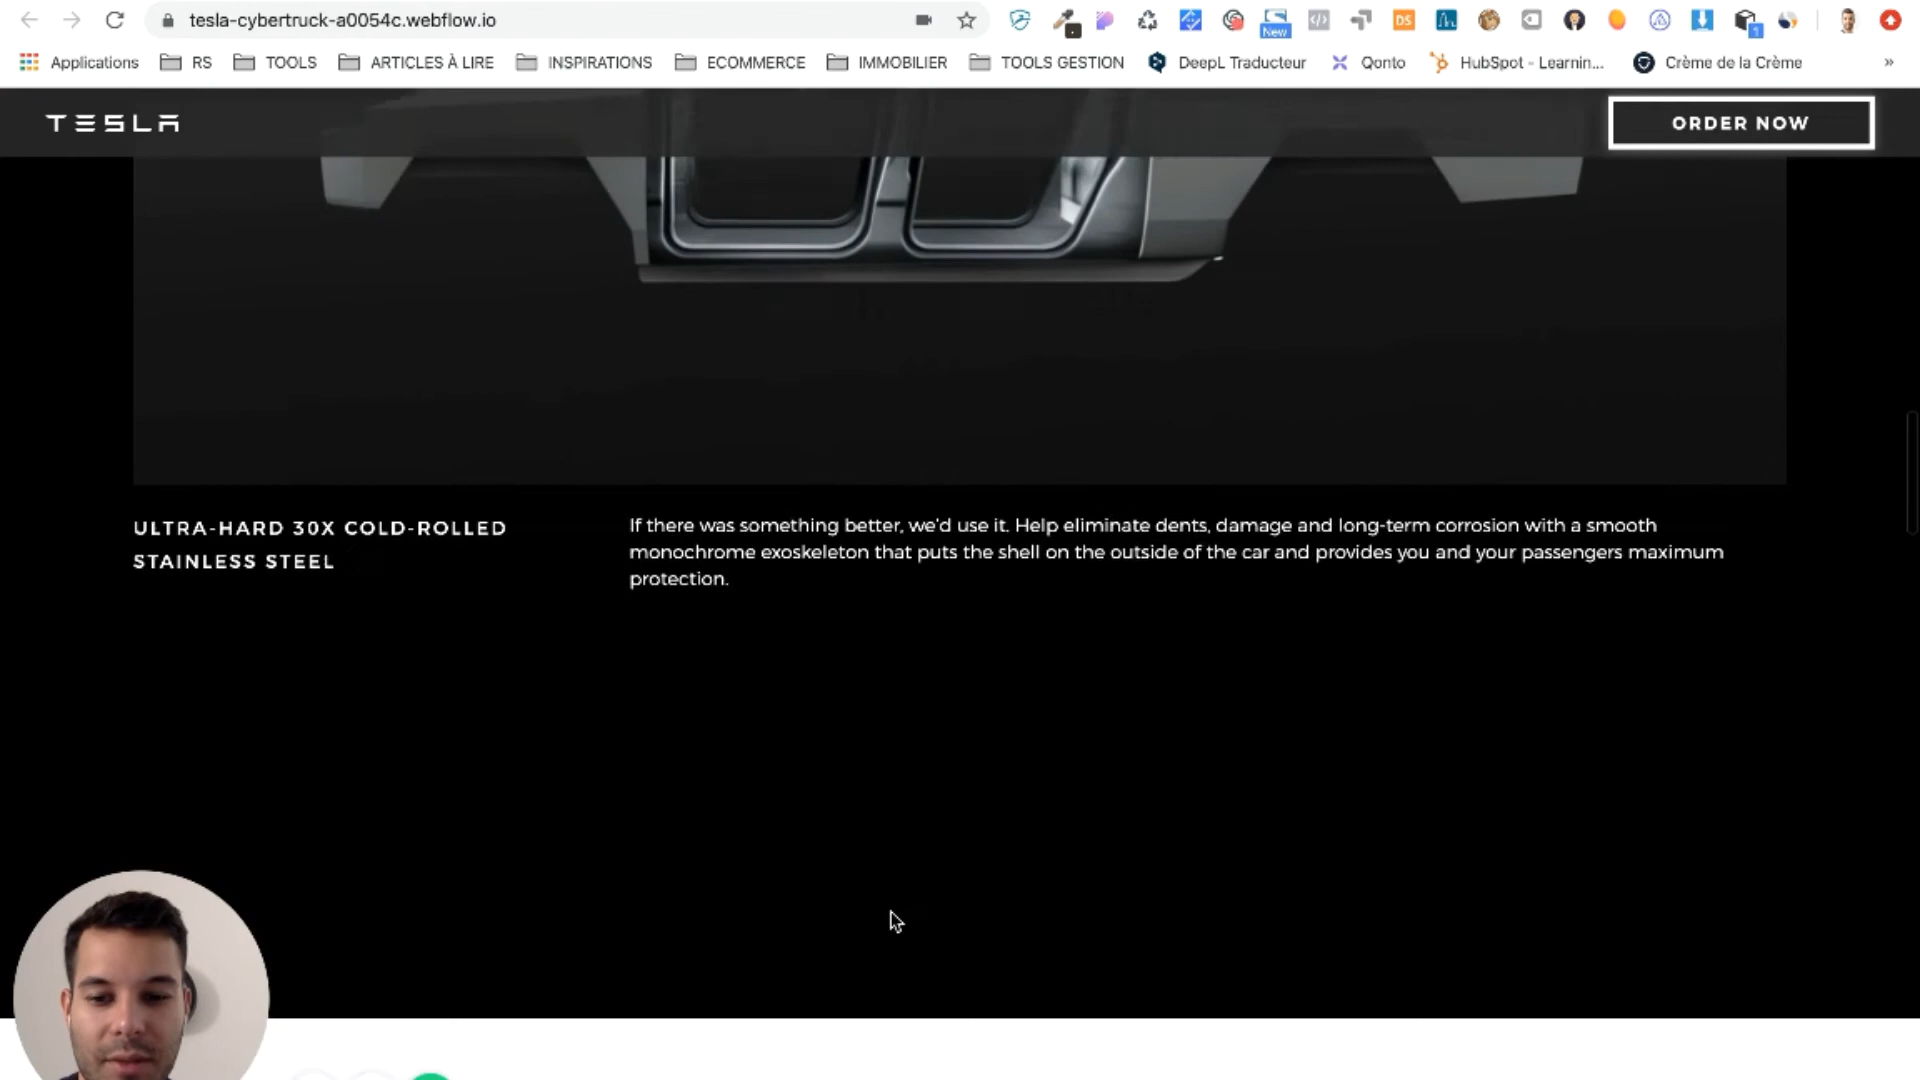 tesla-cybertruck-a0054c.webflow.io
New
DS
1
Applications RS TOOLS ARTICLES À LIRE INSPIRATIONS ECOMMERCE IMMOBILIER TOOLS GESTION DeepL Traducteur Qonto HubSpot - Learnin... Crème de la Crème »
TESLA
ORDER NOW
ULTRA-HARD 30X COLD-ROLLED
STAINLESS STEEL
If there was something better, we'd use it. Help eliminate dents, damage and long-term corrosion with a smooth
monochrome exoskeleton that puts the shell on the outside of the car and provides you and your passengers maximum
protection.